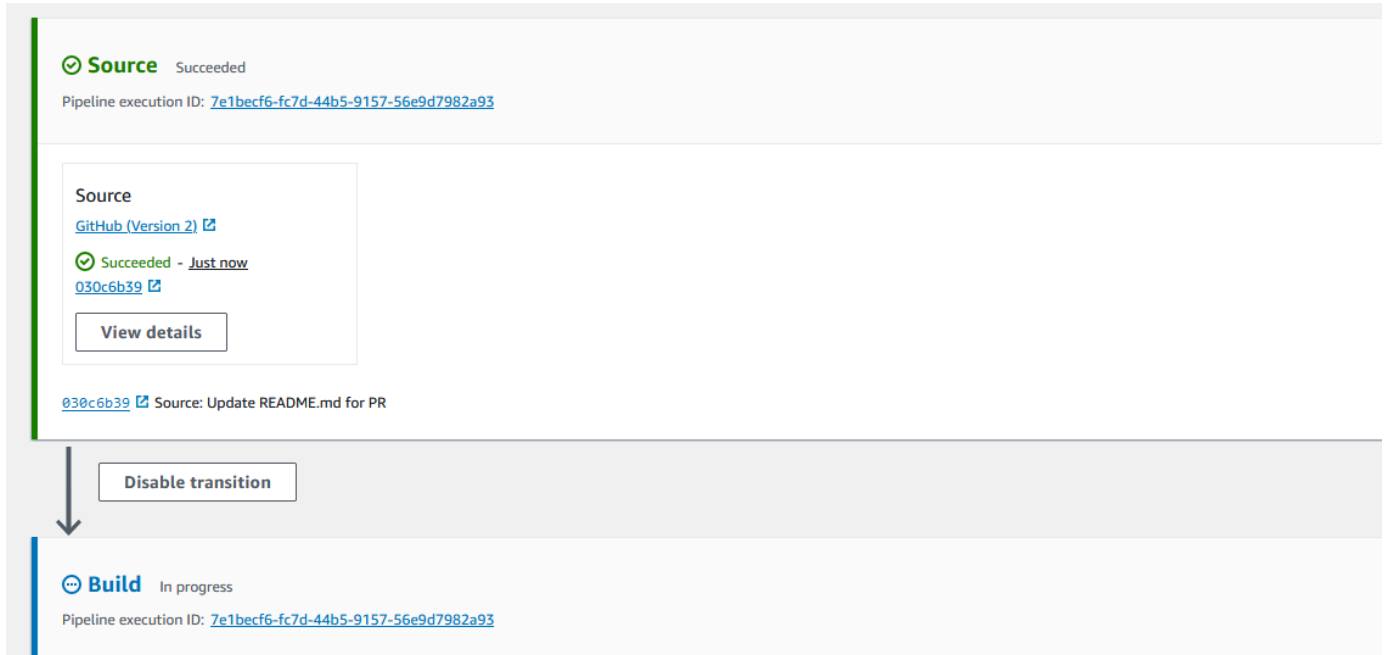 Source Succeeded
Pipeline execution ID: 7e1becf6-fc7d-44b5-9157-56e9d7982a93
Source
GitHub (Version 2)
Succeeded - Just now
030c6b39
View details
030c6b39 Source: Update README.md for PR
Disable transition
Build In progress
Pipeline execution ID: 7e1becf6-fc7d-44b5-9157-56e9d7982a93